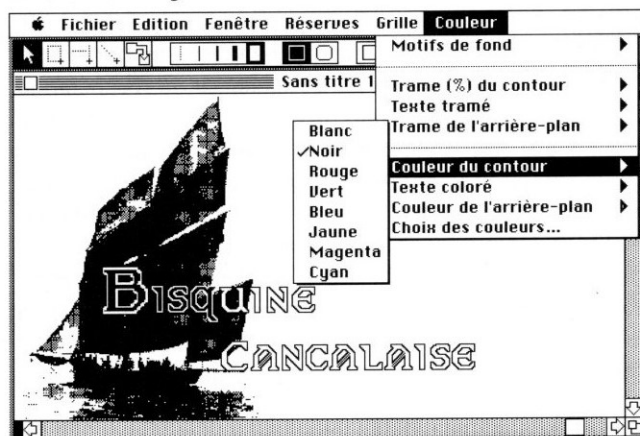 Fichier Edition Fenêtre Réserves Grille Couleur
Sans titre 1
Motifs de fond
Trame (%) du contour
Texte tramé
Trame de l'arrière-plan
Couleur du contour
Texte coloré
Couleur de l'arrière-plan
Choix des couleurs...
Blanc
✓Noir
Rouge
Vert
Bleu
Jaune
Magenta
Cyan
BISQUINE
CANCALAISE